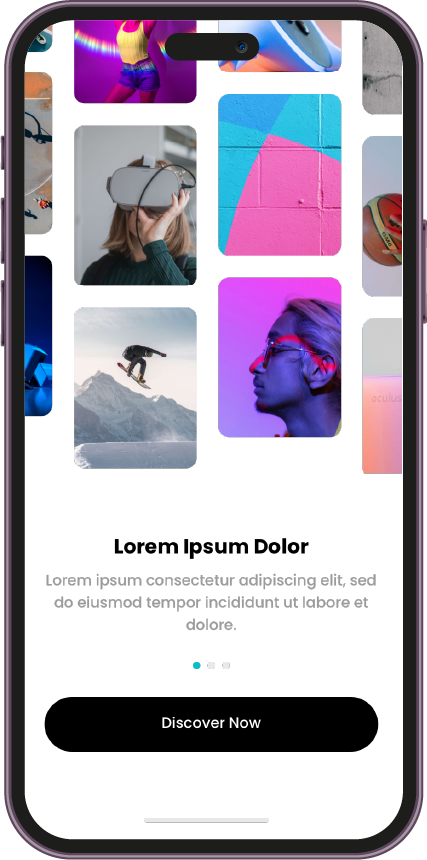 oculus
Lorem Ipsum Dolor
Lorem ipsum consectetur adipiscing elit, sed
do eiusmod tempor incididunt ut labore et
dolore.
Discover Now